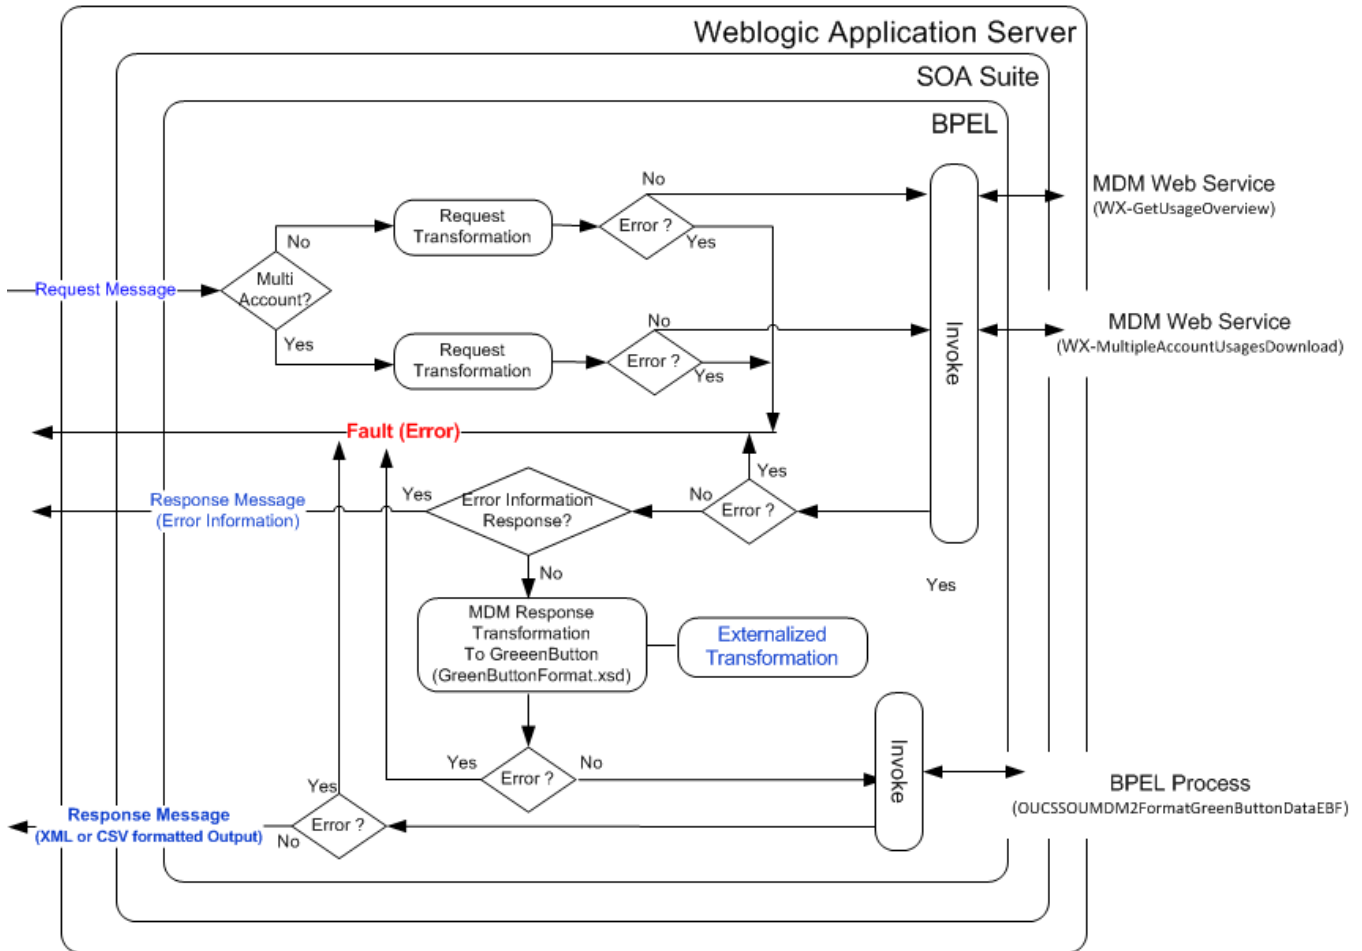 Weblogic Application Server
SOA Suite
BPEL
No
MDM Web Service
(WX-GetUsageOverview)
Request
Transformation
Error ?
Yes
No
Multi
Account?
Request Message
Yes
No
Request
Transformation
Error ?
Yes
Invoke
MDM Web Service
(WX-MultipleAccountUsagesDownload)
Fault (Error)
Yes
Response Message
(Error Information)
Yes
Error Information
Response?
No
Error ?
No
Yes
MDM Response
Transformation
To GreeenButton
(GreenButtonFormat.xsd)
Externalized
Transformation
Yes
Error ?
No
Invoke
BPEL Process
(OUCSSOUMDM2FormatGreenButtonDataEBF)
Yes
Response Message
(XML or CSV formatted Output)
No
Error ?